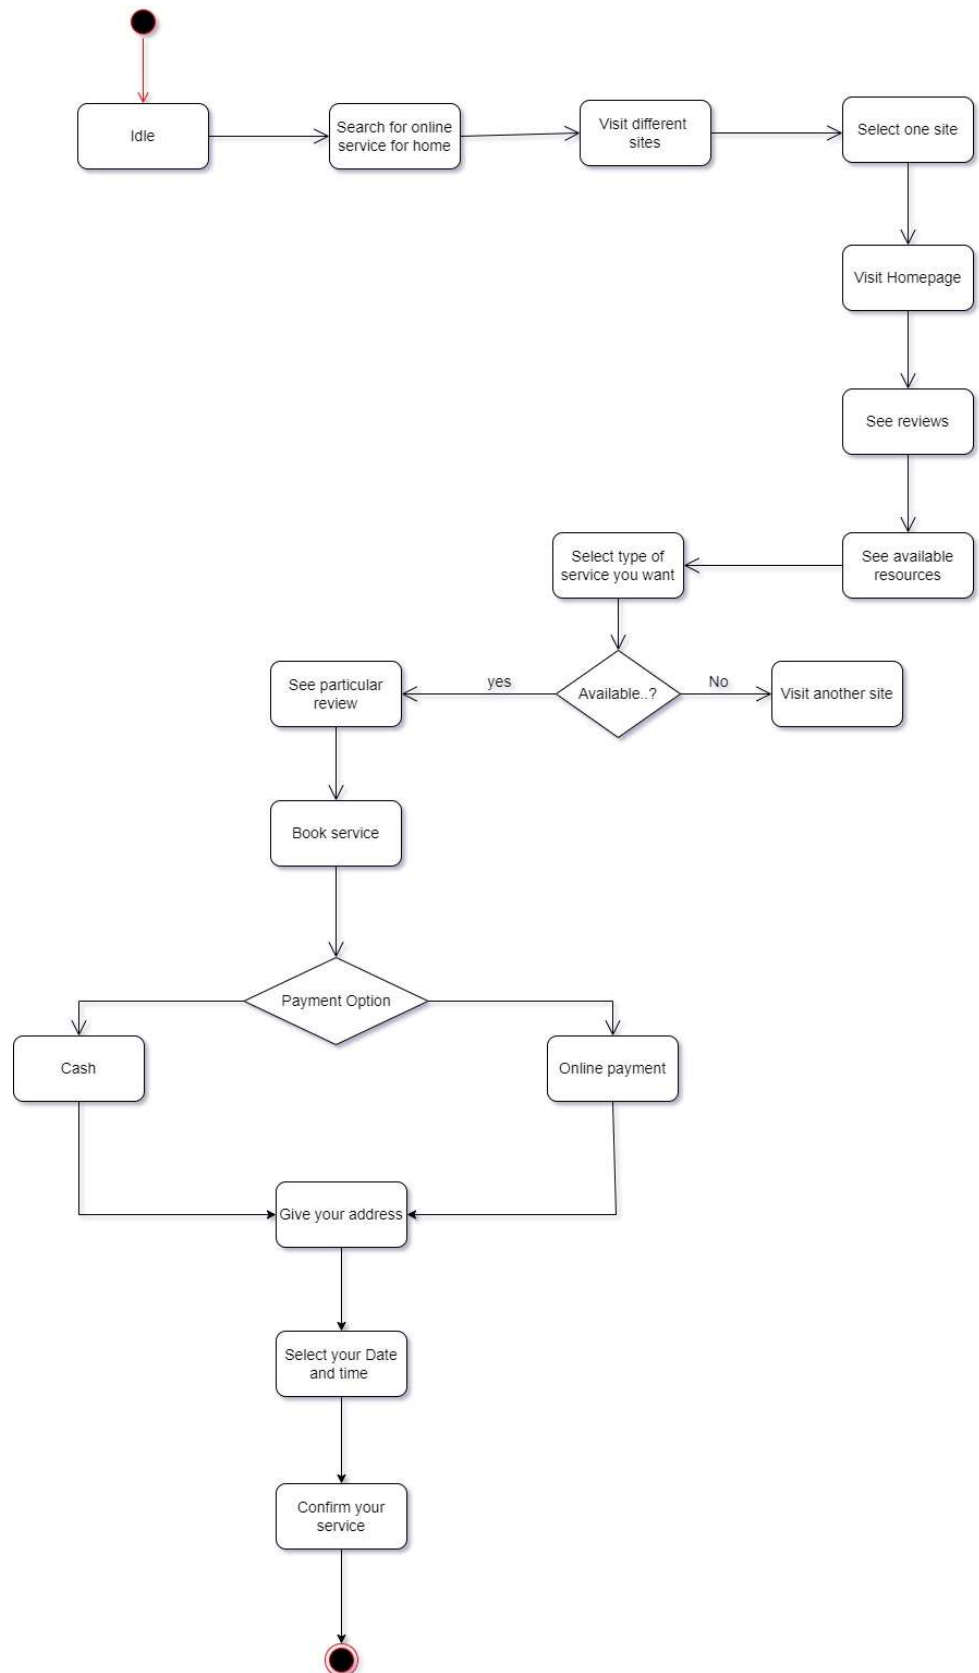 Idle
Search for online
service for home
Visit different
sites
Select one site
Visit Homepage
See reviews
See available
resources
Select type of
service you want
Available..?
yes
No
See particular
review
Visit another site
Book service
Payment Option
Cash
Online payment
Give your address
Select your Date
and time
Confirm your
service